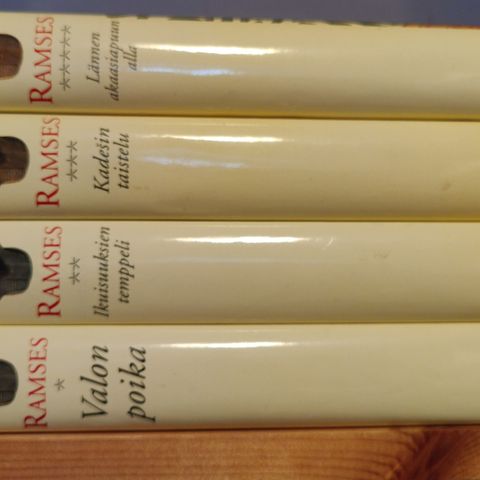 RAMSES
★★★★★
Lännen
akaasiapuun
alla
RAMSES
★★★
Kadešin
taistelu
RAMSES
★★
Ikuisuuksien
temppeli
RAMSES
★
Valon
poika